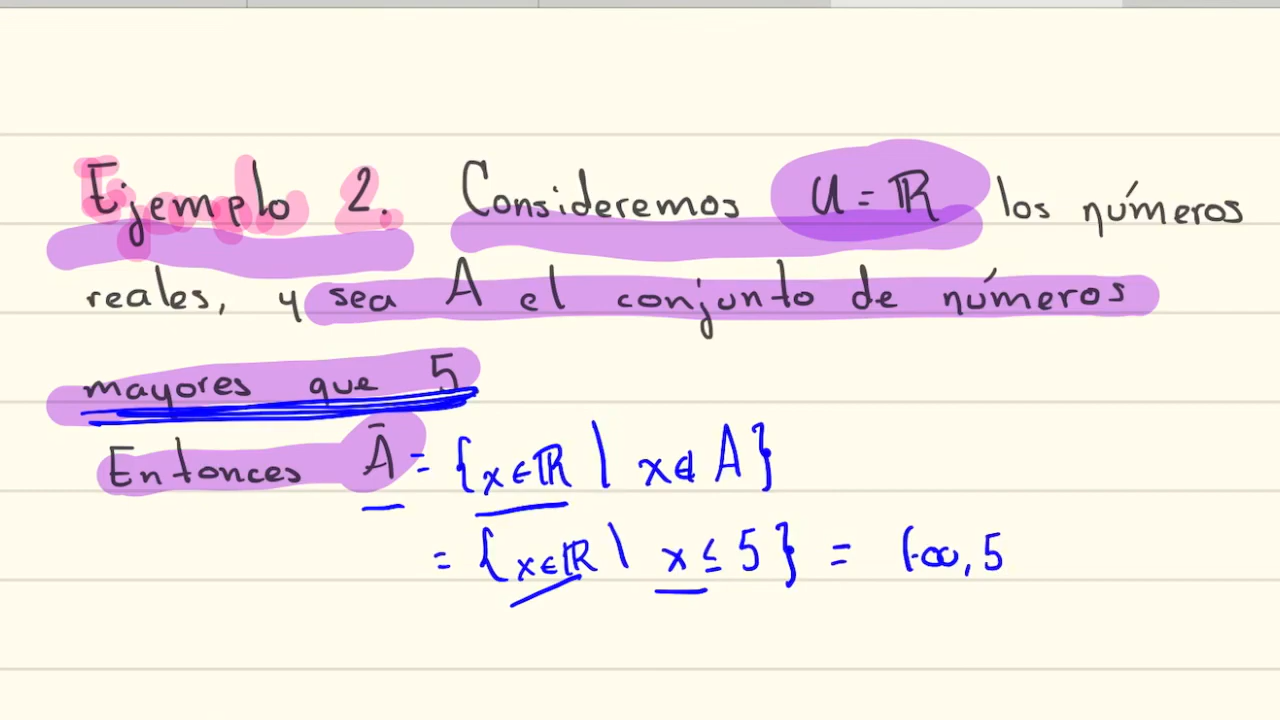 Ejemplo 2. Consideremos U = ℝ los números
reales, y sea A el conjunto de números
mayores que 5
Entonces Ā = {x ∈ ℝ | x ∉ A}
= {x ∈ ℝ | x ≤ 5} = (-∞, 5